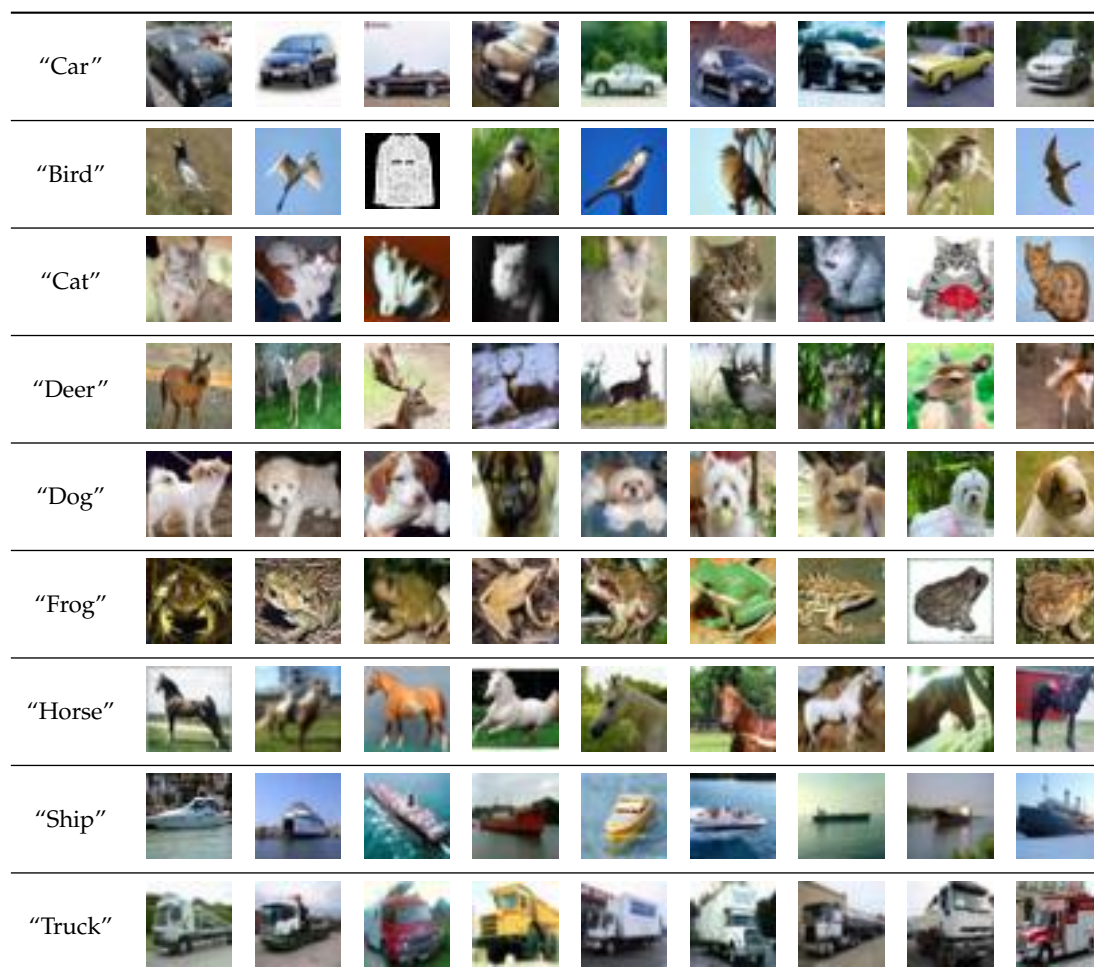 “Car”
“Bird”
“Cat”
“Deer”
“Dog”
“Frog”
“Horse”
“Ship”
“Truck”